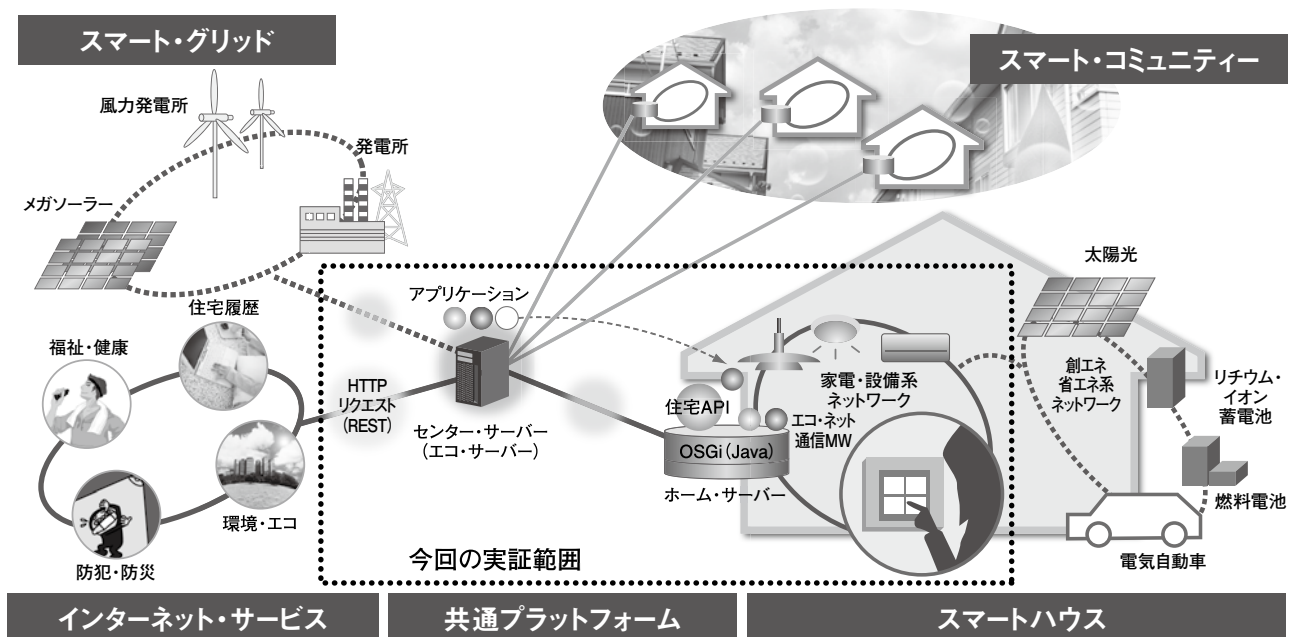 スマート・グリッド
スマート・コミュニティー
風力発電所
発電所
メガソーラー
太陽光
アプリケーション
住宅履歴
福祉・健康
HTTP
リクエスト
(REST)
センター・サーバー
(エコ・サーバー)
環境・エコ
防犯・防災
住宅API
家電・設備系
ネットワーク
エコ・ネット
通信MW
OSGi(Java)
ホーム・サーバー
創エネ
省エネ系
ネットワーク
リチウム・
イオン
蓄電池
燃料電池
電気自動車
今回の実証範囲
インターネット・サービス
共通プラットフォーム
スマートハウス